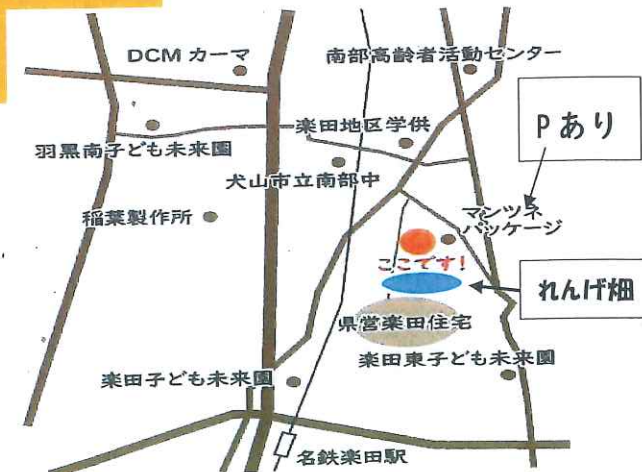 DCM カーマ
南部高齢者活動センター
Pあり
羽黒南子ども未来園
楽田地区学供
犬山市立南部中
稲葉製作所
マンツネ
パッケージ
ここです!
れんげ畑
県営楽田住宅
楽田東子ども未来園
楽田子ども未来園
名鉄楽田駅